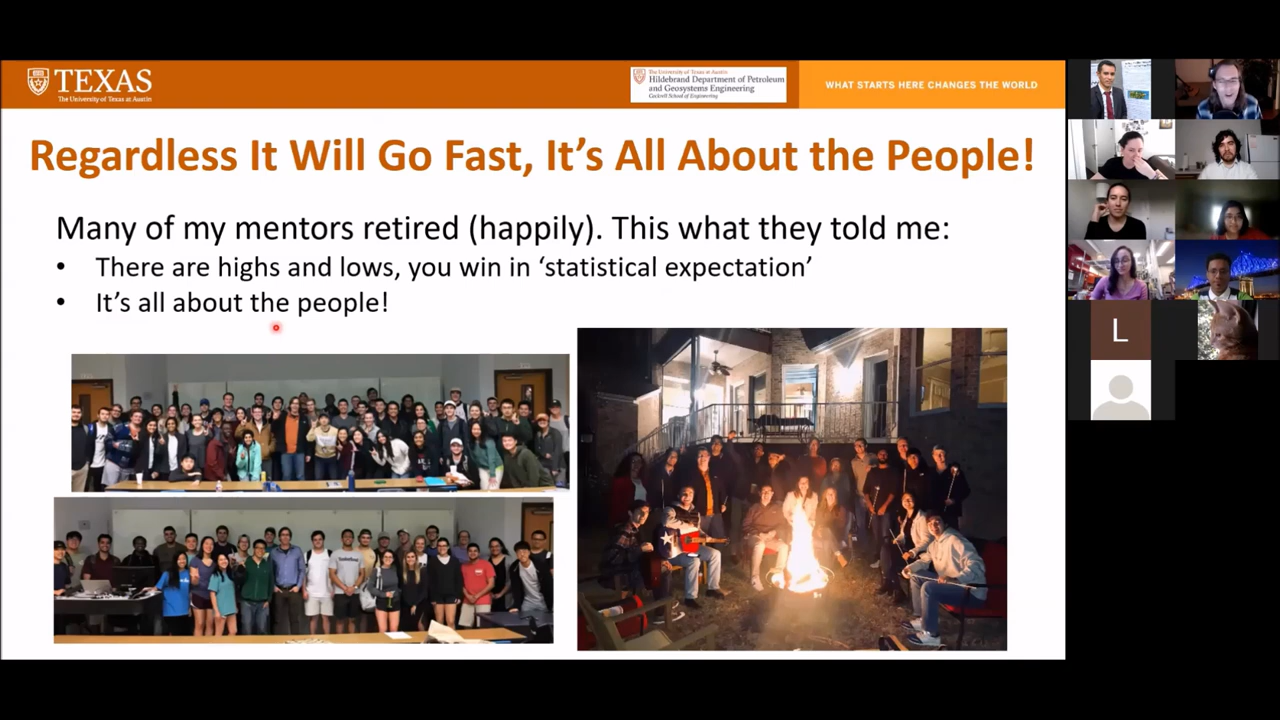 TEXAS
The University of Texas at Austin
The University of Texas at Austin
Hildebrand Department of Petroleum
and Geosystems Engineering
Cockrell School of Engineering
WHAT STARTS HERE CHANGES THE WORLD
Regardless It Will Go Fast, It's All About the People!
Many of my mentors retired (happily). This what they told me:
• There are highs and lows, you win in ‘statistical expectation’
• It's all about the people!
L